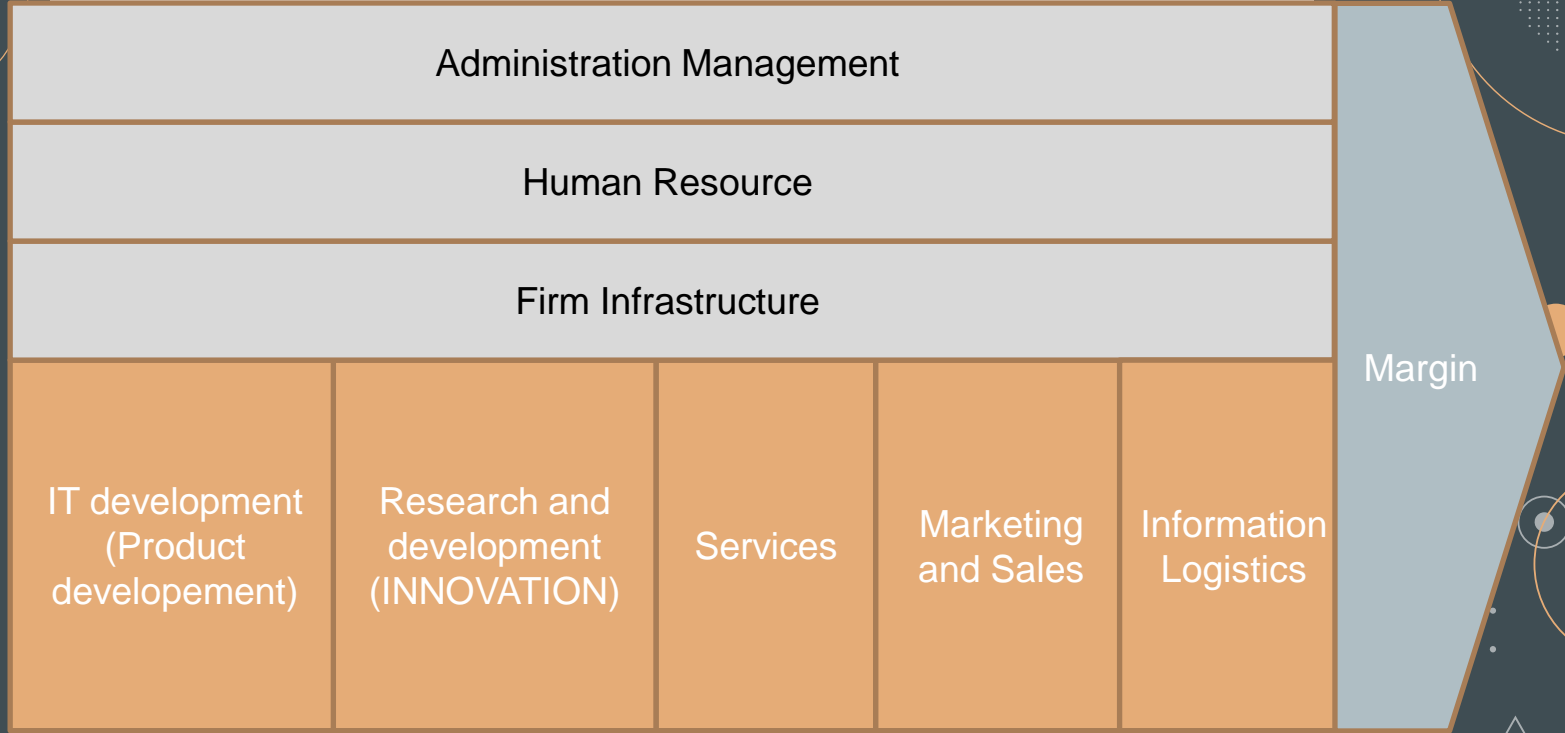 Administration Management
Human Resource
Firm Infrastructure
Margin
IT development
(Product
developement)
Research and
development
(INNOVATION)
Services
Marketing
and Sales
Information
Logistics